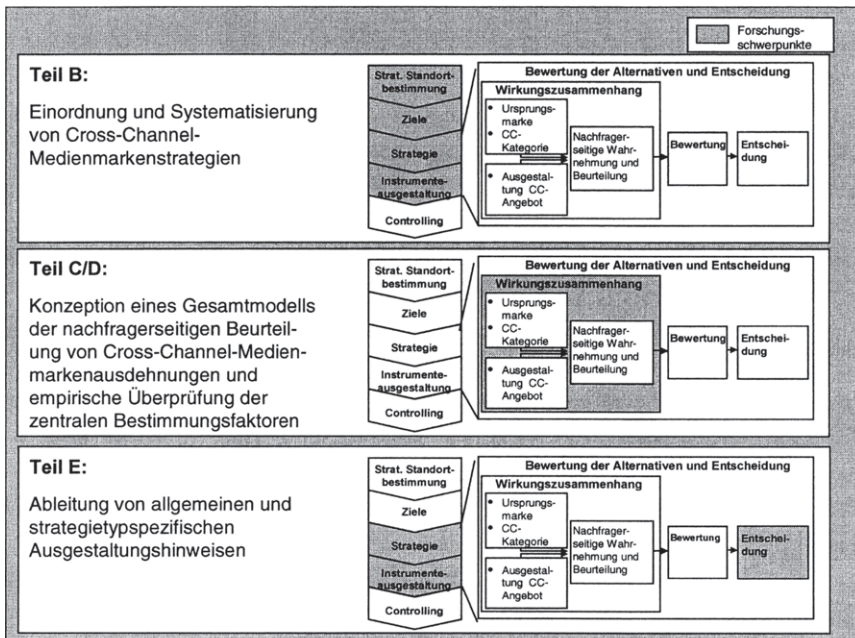 Forschungs-
schwerpunkte
Teil B:
Einordnung und Systematisierung
von Cross-Channel-
Medienmarkenstrategien
Strat. Standort-
bestimmung
Ziele
Strategie
Instrumente-
ausgestaltung
Controlling
Bewertung der Alternativen und Entscheidung
Wirkungszusammenhang
• Ursprungs-
marke
• CC-
Kategorie
• Ausgestal-
tung CC-
Angebot
Nachfrager-
seitige Wahr-
nehmung und
Beurteilung
Bewertung
Entschei-
dung
Teil C/D:
Konzeption eines Gesamtmodells
der nachfragerseitigen Beurteil-
ung von Cross-Channel-Medien-
markenausdehnungen und
empirische Überprüfung der
zentralen Bestimmungsfaktoren
Strat. Standort-
bestimmung
Ziele
Strategie
Instrumente-
ausgestaltung
Controlling
Bewertung der Alternativen und Entscheidung
Wirkungszusammenhang
• Ursprungs-
marke
• CC-
Kategorie
• Ausgestal-
tung CC-
Angebot
Nachfrager-
seitige Wahr-
nehmung und
Beurteilung
Bewertung
Entschei-
dung
Teil E:
Ableitung von allgemeinen und
strategietypspezifischen
Ausgestaltungshinweisen
Strat. Standort-
bestimmung
Ziele
Strategie
Instrumente-
ausgestaltung
Controlling
Bewertung der Alternativen und Entscheidung
Wirkungszusammenhang
• Ursprungs-
marke
• CC-
Kategorie
• Ausgestal-
tung CC-
Angebot
Nachfrager-
seitige Wahr-
nehmung und
Beurteilung
Bewertung
Entschei-
dung